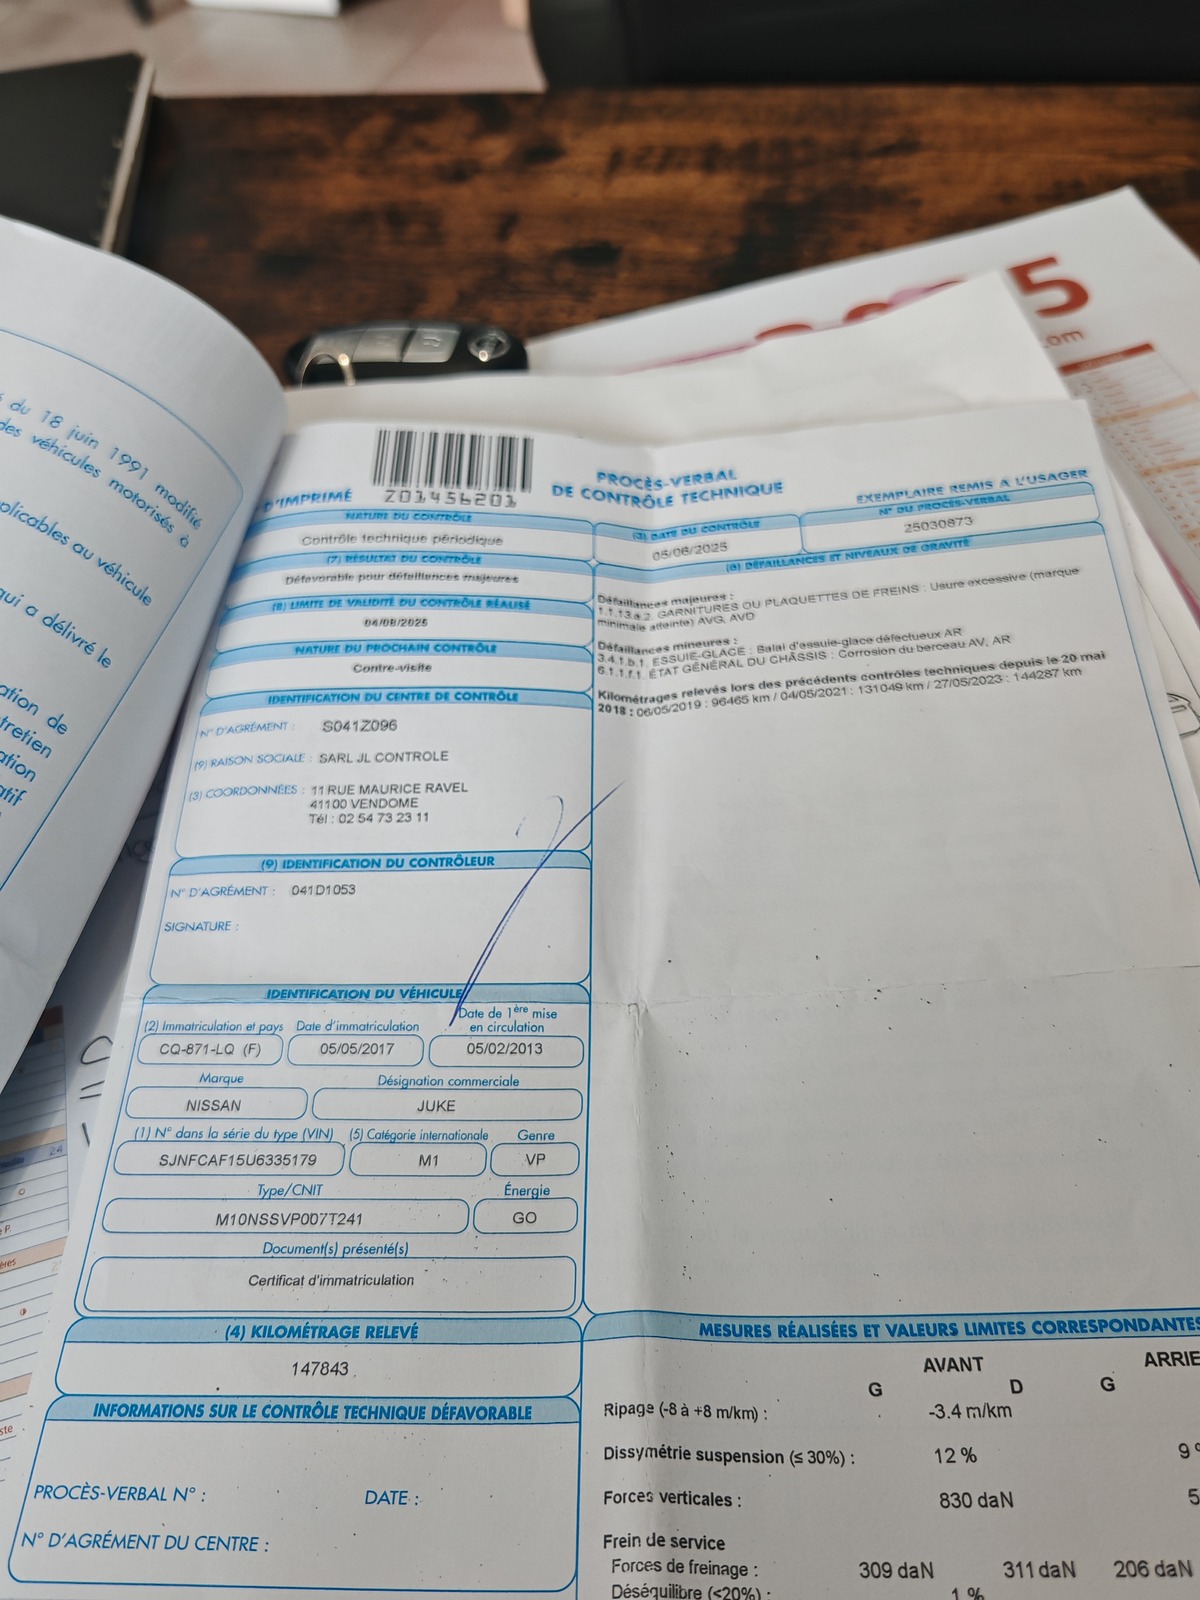 du 18 juin 1991 modifié
des véhicules motorisés à
applicables au véhicule
qui a délivré le
D'IMPRIMÉ
Z01456201
PROCÈS-VERBAL
DE CONTRÔLE TECHNIQUE
EXEMPLAIRE REMIS A L'USAGER
NATURE DU CONTRÔLE
Contrôle technique périodique
(3) DATE DU CONTRÔLE
05/06/2025
N° DU PROCÈS-VERBAL
25030873
(7) RÉSULTAT DU CONTRÔLE
Défavorable pour défaillances majeures
(8) LIMITE DE VALIDITÉ DU CONTRÔLE RÉALISÉ
04/08/2025
NATURE DU PROCHAIN CONTRÔLE
Contre-visite
(6) DÉFAILLANCES ET NIVEAUX DE GRAVITÉ
Défaillances majeures :
1.1.13.a.2. GARNITURES OU PLAQUETTES DE FREINS : Usure excessive (marque
minimale atteinte) AVG, AVD
Défaillances mineures :
3.4.1.b.1. ESSUIE-GLACE : Balai d'essuie-glace défectueux AR
6.1.1.f.1. ÉTAT GÉNÉRAL DU CHÂSSIS : Corrosion du berceau AV, AR
Kilométrages relevés lors des précédents contrôles techniques depuis le 20 mai
2018 : 06/05/2019 : 96465 km / 04/05/2021 : 131049 km / 27/05/2023 : 144287 km
IDENTIFICATION DU CENTRE DE CONTRÔLE
N° D'AGRÉMENT : S041Z096
(9) RAISON SOCIALE : SARL JL CONTROLE
(3) COORDONNÉES : 11 RUE MAURICE RAVEL
41100 VENDOME
Tél : 02 54 73 23 11
(9) IDENTIFICATION DU CONTRÔLEUR
N° D'AGRÉMENT : 041D1053
SIGNATURE :
IDENTIFICATION DU VÉHICULE
(2) Immatriculation et pays Date d'immatriculation Date de 1ère mise
en circulation
CQ-871-LQ (F) 05/05/2017 05/02/2013
Marque Désignation commerciale
NISSAN JUKE
(1) N° dans la série du type (VIN) (5) Catégorie internationale Genre
SJNFCAF15U6335179 M1 VP
Type/CNIT Énergie
M10NSSVP007T241 GO
Document(s) présenté(s)
Certificat d'immatriculation
(4) KILOMÉTRAGE RELEVÉ
147843
INFORMATIONS SUR LE CONTRÔLE TECHNIQUE DÉFAVORABLE
PROCÈS-VERBAL N° : DATE :
N° D'AGRÉMENT DU CENTRE :
MESURES RÉALISÉES ET VALEURS LIMITES CORRESPONDANTES
AVANT ARRIE
G D G
Ripage (-8 à +8 m/km) : -3.4 m/km
Dissymétrie suspension (≤ 30%) : 12 % 9
Forces verticales : 830 daN 5
Frein de service
Forces de freinage : 309 daN 311 daN 206 daN
Déséquilibre (<20%) : 1 %
5
.com